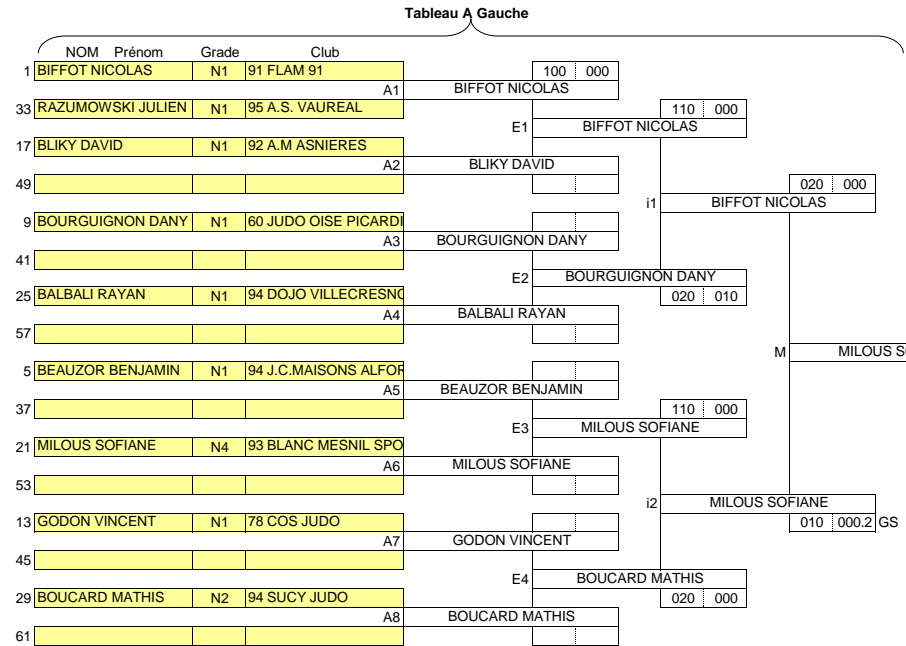 Tableau A Gauche
NOM Prénom Grade Club
1 BIFFOT NICOLAS N1 91 FLAM 91 100 000
A1 BIFFOT NICOLAS
33 RAZUMOWSKI JULIEN N1 95 A.S. VAUREAL 110 000
E1 BIFFOT NICOLAS
17 BLIKY DAVID N1 92 A.M ASNIERES
A2 BLIKY DAVID
49 020 000
i1 BIFFOT NICOLAS
9 BOURGUIGNON DANY N1 60 JUDO OISE PICARDI
A3 BOURGUIGNON DANY
41
E2 BOURGUIGNON DANY
25 BALBALI RAYAN N1 94 DOJO VILLECRESNO 020 010
A4 BALBALI RAYAN
57
M MILOUS S
5 BEAUZOR BENJAMIN N1 94 J.C.MAISONS ALFOR
A5 BEAUZOR BENJAMIN
37 110 000
E3 MILOUS SOFIANE
21 MILOUS SOFIANE N4 93 BLANC MESNIL SPO
A6 MILOUS SOFIANE
53
i2 MILOUS SOFIANE
13 GODON VINCENT N1 78 COS JUDO 010 000.2 GS
A7 GODON VINCENT
45
E4 BOUCARD MATHIS
29 BOUCARD MATHIS N2 94 SUCY JUDO 020 000
A8 BOUCARD MATHIS
61